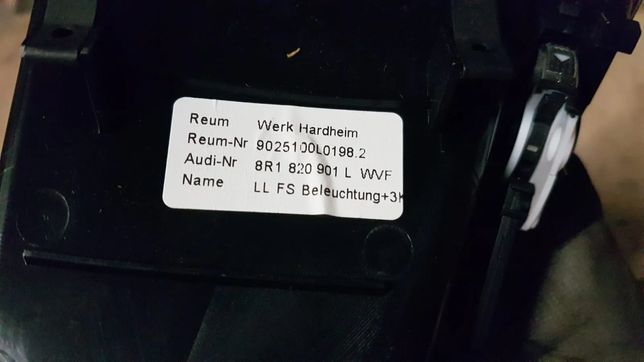 Reum Werk Hardheim
Reum-Nr 9025100L0198.2
Audi-Nr 8R1 820 901 L WVF
Name LL FS Beleuchtung+3K